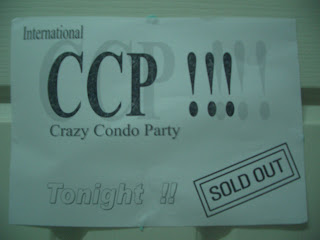 International
CCP !!!
Crazy Condo Party
Tonight !!
SOLD OUT